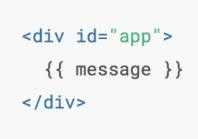 <div id="app">
  {{ message }}
</div>